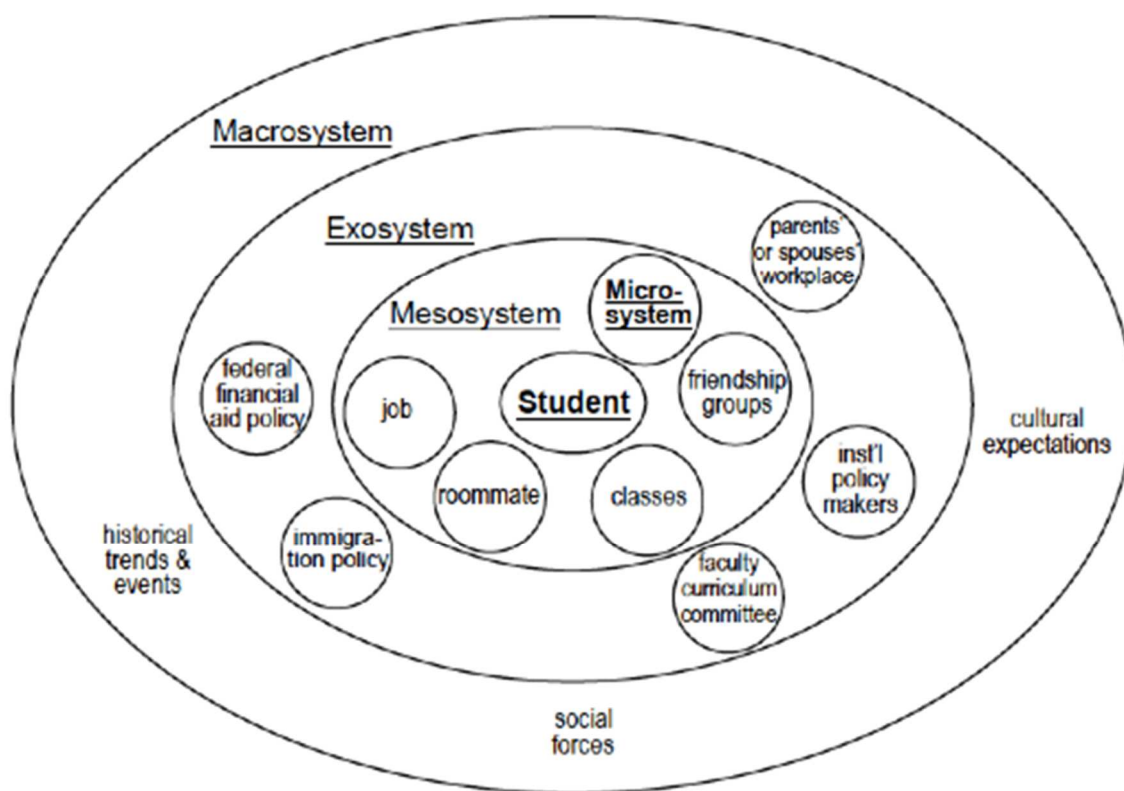 Macrosystem
Exosystem
parents'
or spouses'
workplace
Mesosystem
Micro-
system
federal
financial
aid policy
job
Student
friendship
groups
cultural
expectations
roommate
classes
inst'l
policy
makers
historical
trends &
events
immigra-
tion policy
faculty
curriculum
committee
social
forces